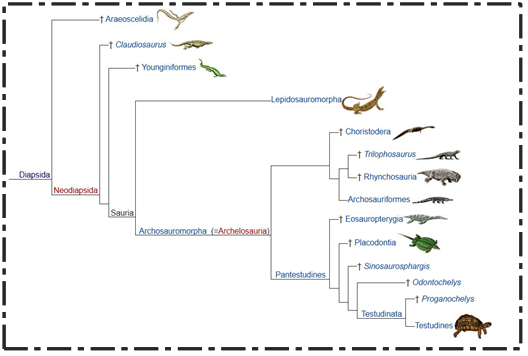 † Araeoscelidia
† Claudiosaurus
† Younginiformes
Lepidosauromorpha
† Choristodera
† Trilophosaurus
† Rhynchosauria
Archosauriformes
Diapsida
Neodiapsida
Sauria
Archosauromorpha (=Archelosauria)
† Eosauropterygia
† Placodontia
† Sinosaurosphargis
Pantestudines
† Odontochelys
† Proganochelys
Testudinata
Testudines